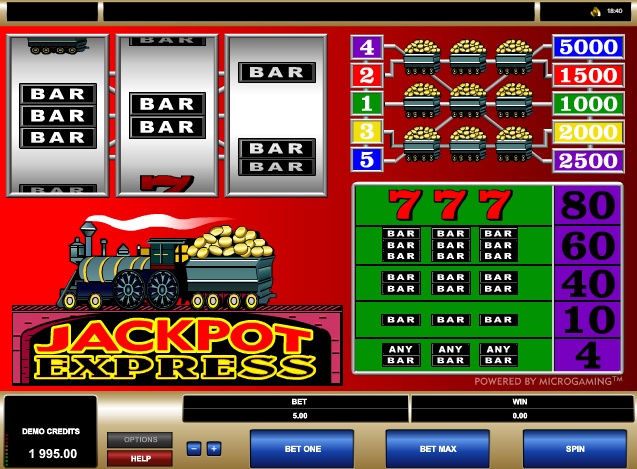 18:40
BAR
BAR
BAR
BAR
BAR
BAR
7
BAR
BAR
BAR
4 5000
2 1500
1 1000
3 2000
5 2500
7 7 7 80
BAR BAR BAR
BAR BAR BAR
BAR BAR BAR
60
BAR BAR BAR
BAR BAR BAR
40
BAR BAR BAR 10
ANY ANY ANY
BAR BAR BAR
4
JACKPOT
EXPRESS
POWERED BY MICROGAMING™
BET
5.00
WIN
0.00
DEMO CREDITS
1 995.00
OPTIONS
HELP
− +
BET ONE
BET MAX
SPIN